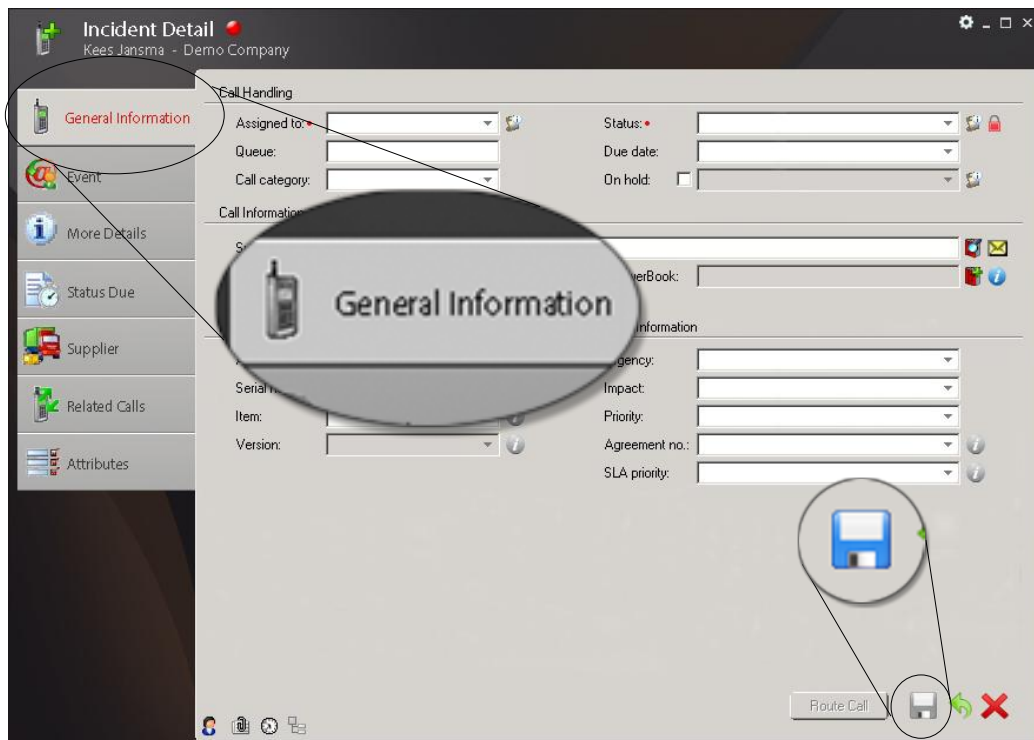 Incident Detail
Kees Jansma - Demo Company
General Information
Event
More Details
Status Due
Supplier
Related Calls
Attributes
Call Handling
Assigned to:
Status:
Queue:
Due date:
Call category:
On hold:
Call Information
General Information
Information
Impact:
Item:
Priority:
Version:
Agreement no.:
SLA priority:
Route Call